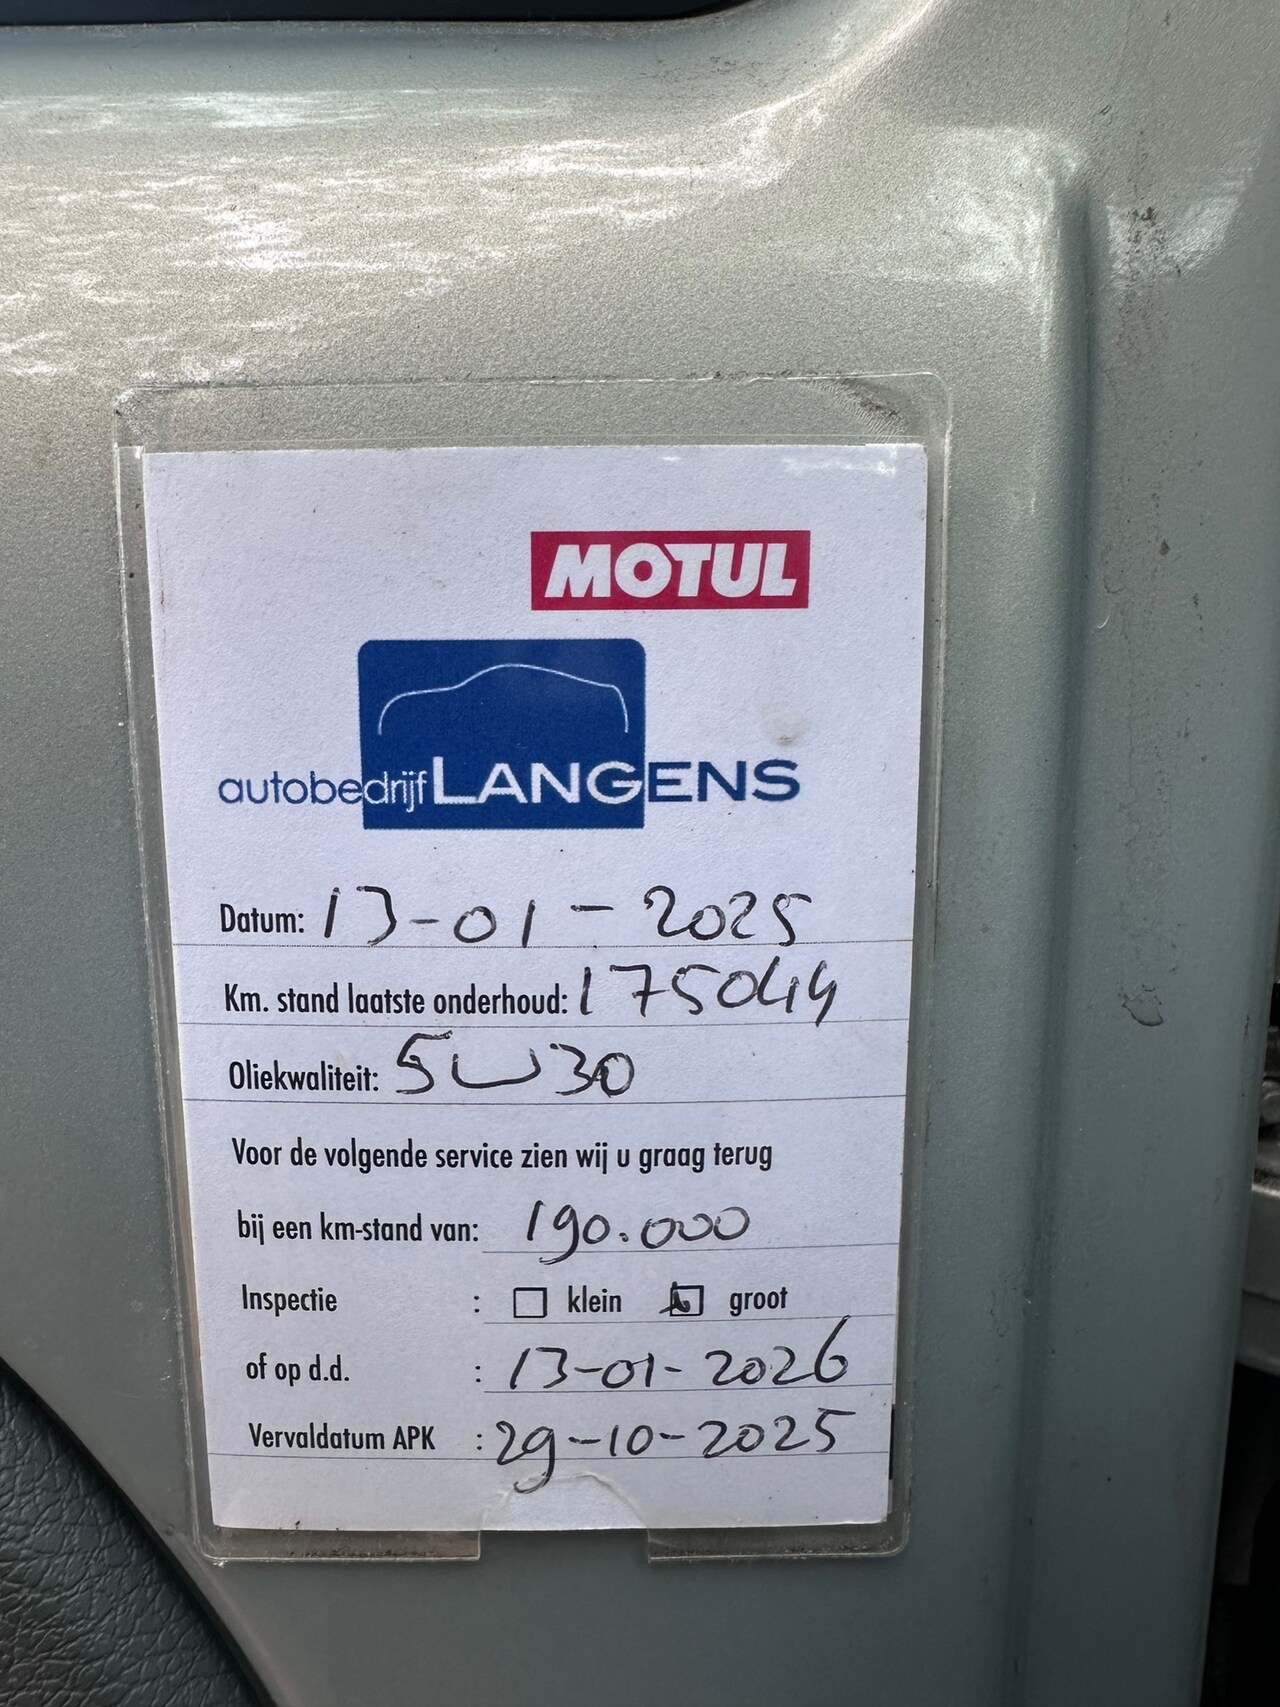 MOTUL
autobedrijf LANGENS
Datum: 13-01-2025
Km. stand laatste onderhoud: 175044
Oliekwaliteit: 5W30
Voor de volgende service zien wij u graag terug
bij een km-stand van: 190.000
Inspectie : klein groot
of op d.d. : 13-01-2026
Vervaldatum APK : 29-10-2025